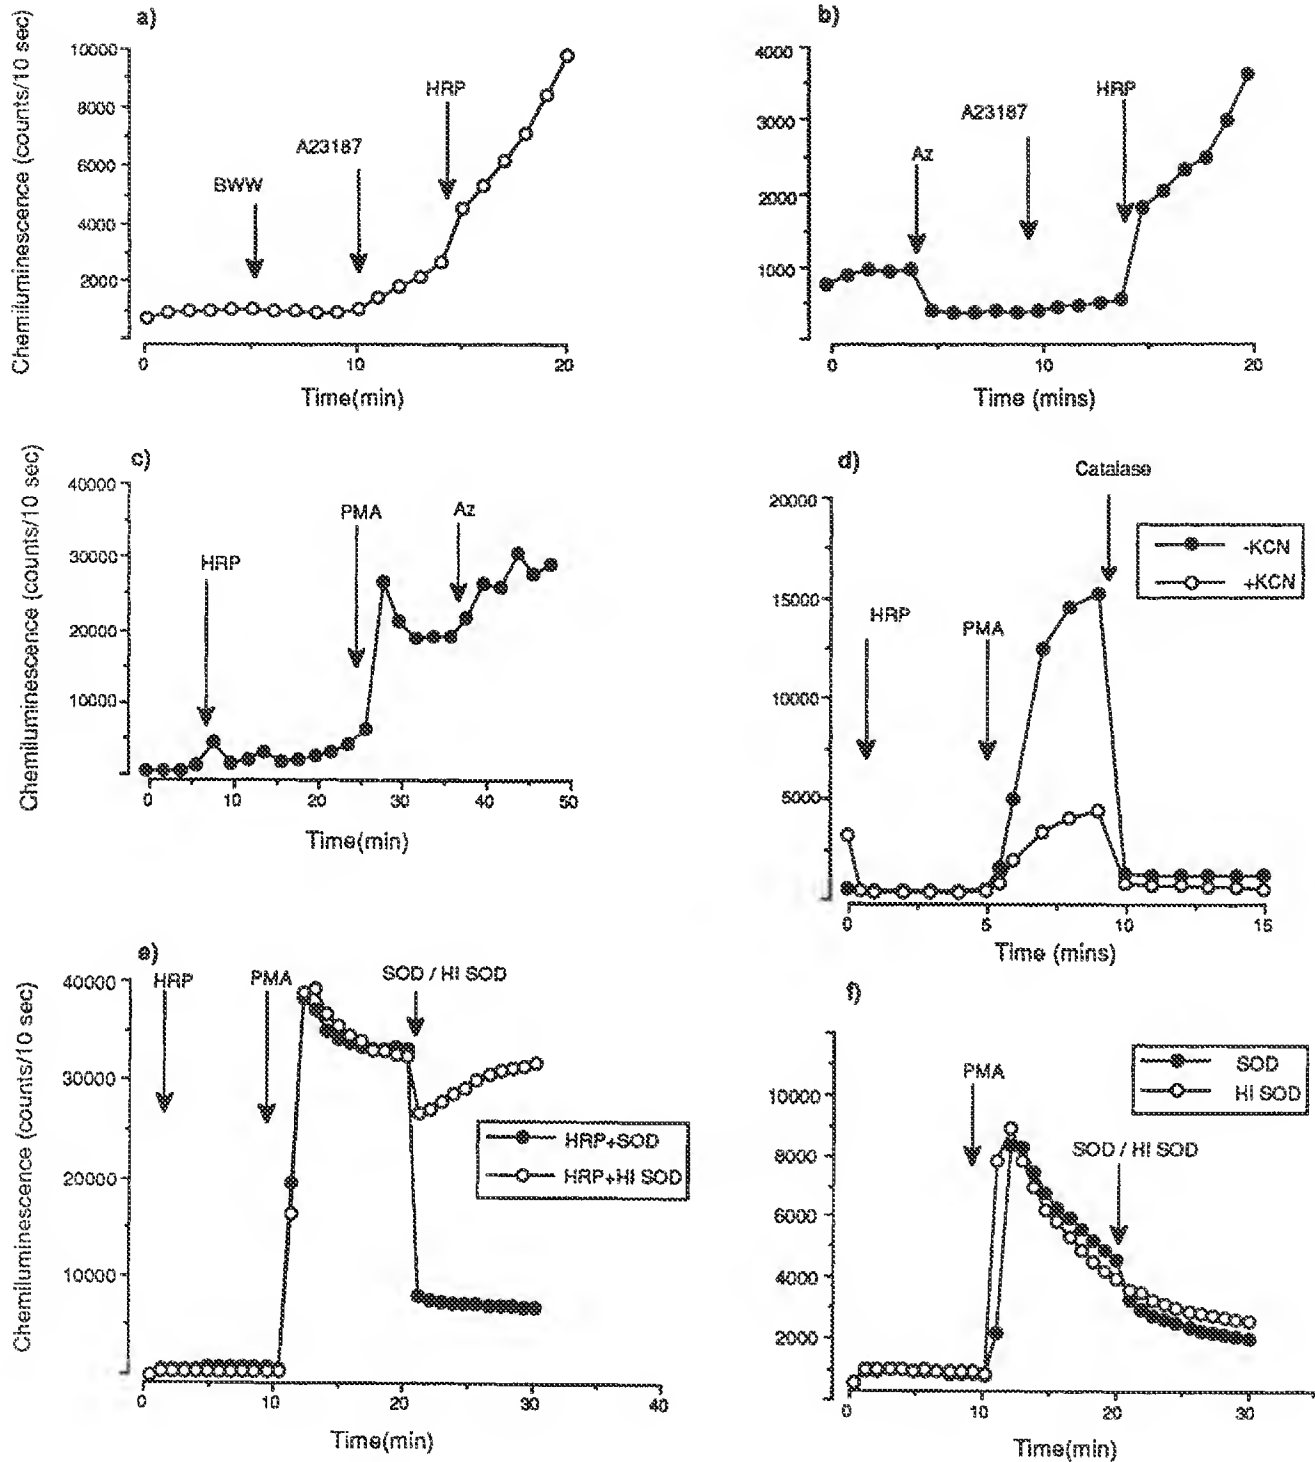 a)
Chemiluminescence (counts/10 sec)
10000
8000
6000
4000
2000
BWW
A23187
HRP
0
10
20
Time(min)
b)
4000
3000
2000
1000
Az
A23187
HRP
0
10
20
Time (mins)
c)
Chemiluminescence (counts/10 sec)
40000
30000
20000
10000
HRP
PMA
Az
0
10
20
30
40
50
Time(min)
d)
20000
15000
10000
5000
HRP
PMA
Catalase
-KCN
+KCN
0
5
10
15
Time (mins)
e)
Chemiluminescence (counts/10 sec)
40000
30000
20000
10000
HRP
PMA
SOD / HI SOD
HRP+SOD
HRP+HI SOD
0
10
20
30
40
Time(min)
f)
10000
8000
6000
4000
2000
PMA
SOD / HI SOD
SOD
HI SOD
0
10
20
30
Time(min)